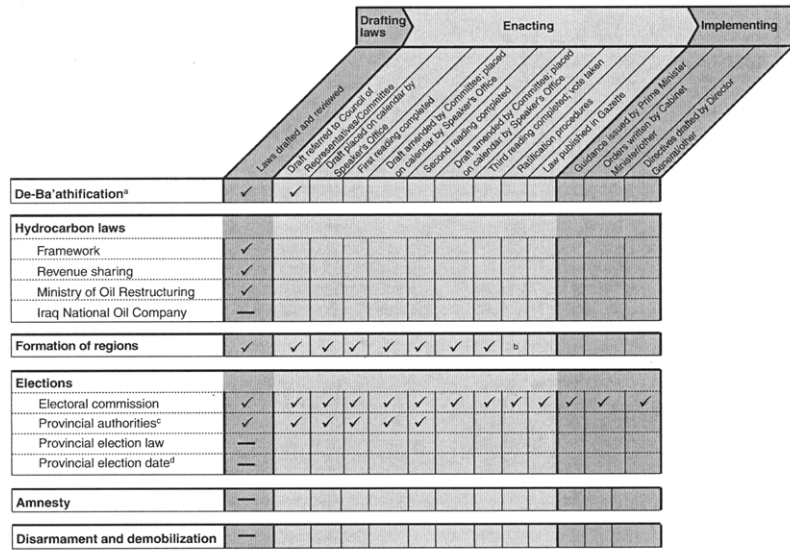 Drafting laws
Enacting
Implementing
Laws drafted and reviewed
Draft referred to Council of
Representatives/Committee
Draft placed on calendar by
Speaker's Office
First reading completed
Draft amended by Committee; placed
on calendar by Speaker's Office
Second reading completed
Draft amended by Committee; placed
on calendar by Speaker's Office
Third reading completed; vote taken
Ratification procedures
Law published in Gazette
Guidance issued by Prime Minister
Orders written by Cabinet
Minister/other
Directives drafted by Director
General/other
De-Ba'athificationᵃ ✓ ✓
Hydrocarbon laws
Framework ✓
Revenue sharing ✓
Ministry of Oil Restructuring ✓
Iraq National Oil Company —
Formation of regions ✓ ✓ ✓ ✓ ✓ ✓ ✓ ✓ b
Elections
Electoral commission ✓ ✓ ✓ ✓ ✓ ✓ ✓ ✓ ✓ ✓ ✓ ✓ ✓
Provincial authoritiesᶜ ✓ ✓ ✓ ✓ ✓ ✓
Provincial election law —
Provincial election dateᵈ —
Amnesty —
Disarmament and demobilization —